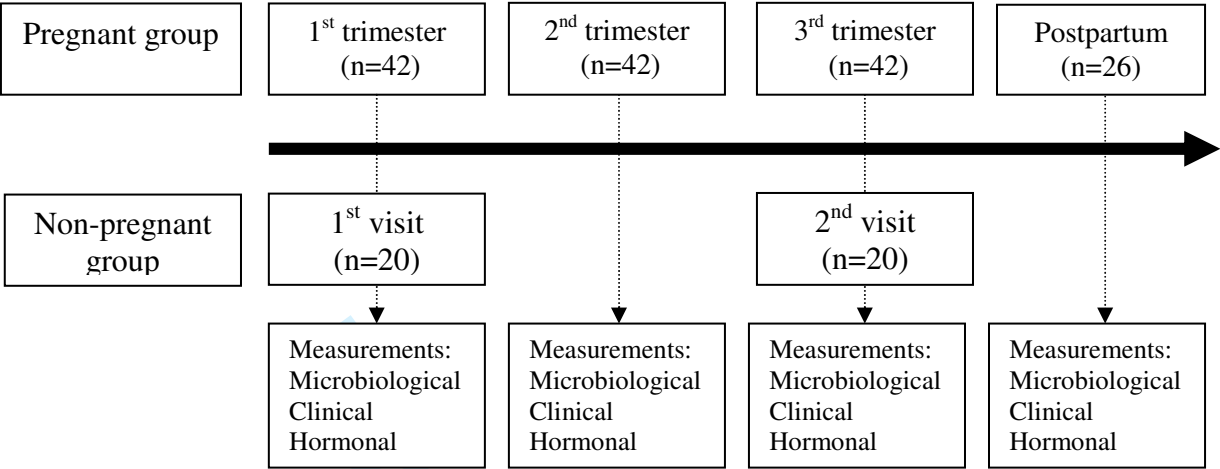 Pregnant group
1st trimester
(n=42)
2nd trimester
(n=42)
3rd trimester
(n=42)
Postpartum
(n=26)
Non-pregnant
group
1st visit
(n=20)
2nd visit
(n=20)
Measurements:
Microbiological
Clinical
Hormonal
Measurements:
Microbiological
Clinical
Hormonal
Measurements:
Microbiological
Clinical
Hormonal
Measurements:
Microbiological
Clinical
Hormonal